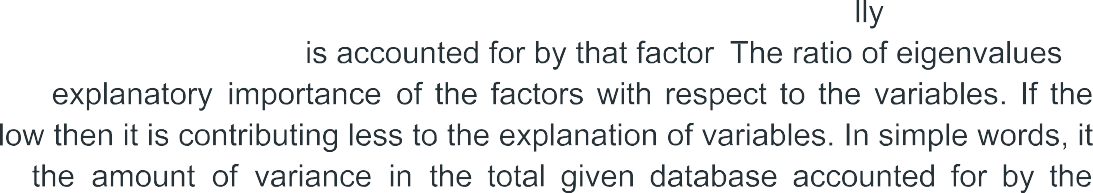 lly
is accounted for by that factor The ratio of eigenvalues
explanatory importance of the factors with respect to the variables. If the
low then it is contributing less to the explanation of variables. In simple words, it
the amount of variance in the total given database accounted for by the